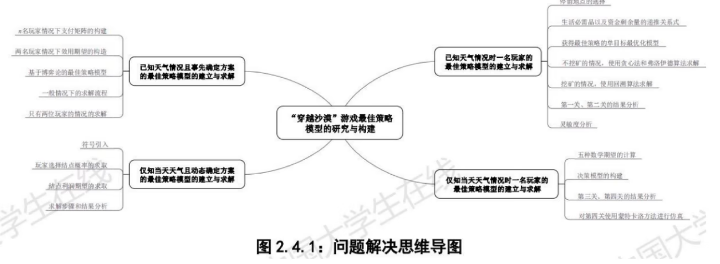 n名玩家情况下支付矩阵的构建
两名玩家情况下效用期望的构造
基于博弈论的最佳策略模型
一般情况下的求解流程
只有两位玩家的情况的求解
已知天气情况且事先确定方案
的最佳策略模型的建立与求解
符号引入
玩家选择结点概率的求取
求解步骤和结果分析
仅知当天天气且动态确定方案
的最佳策略模型的建立与求解
“穿越沙漠”游戏最佳策略
模型的研究与构建
已知天气情况时一名玩家的
最佳策略模型的建立与求解
生活必需品以及资金剩余量的递推关系式
获得最佳策略的单目标最优化模型
不挖矿的情况，使用贪心法和弗洛伊德算法求解
挖矿的情况，使用回溯算法求解
第一关、第二关的结果分析
灵敏度分析
仅知当天天气情况时一名玩家的
最佳策略模型的建立与求解
五种数学期望的计算
决策模型的构建
第三关、第四关的结果分析
对第四关使用蒙特卡洛方法进行仿真
图 2.4.1：问题解决思维导图